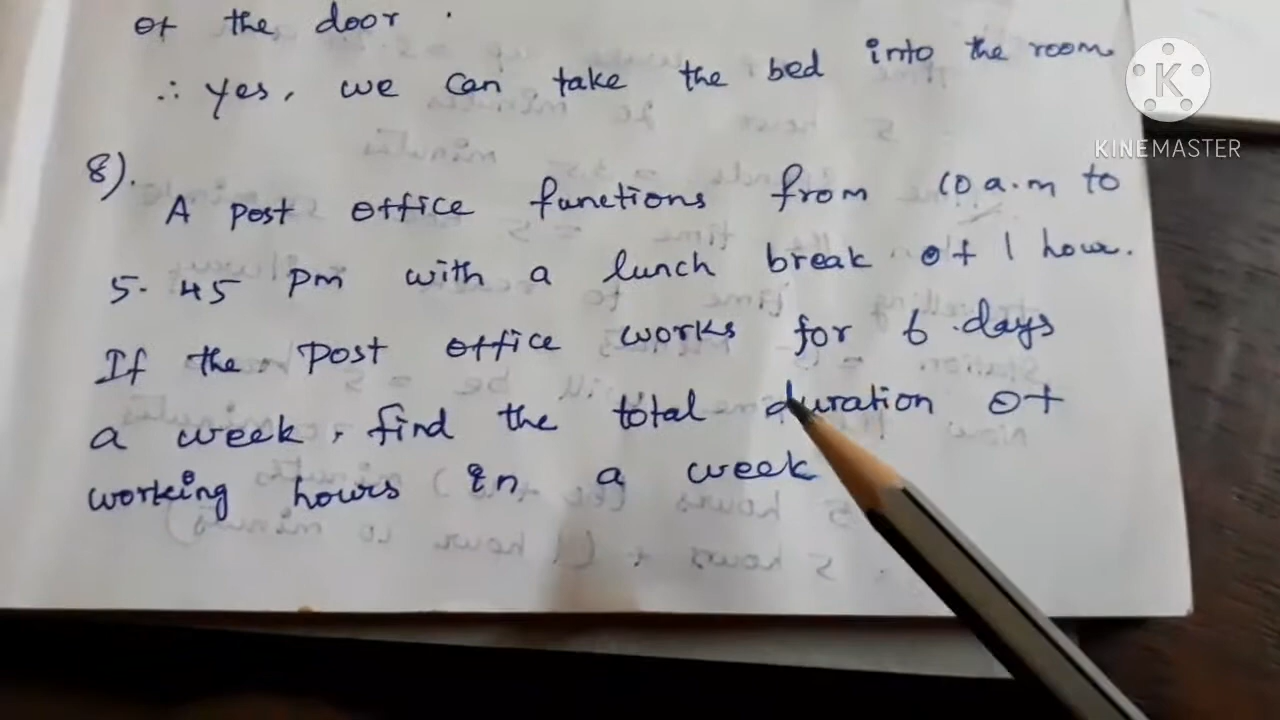 of the door.
∴ yes, we can take the bed into the room
KINEMASTER
8).
A post office functions from 10 a.m to
5.45 pm with a lunch break of 1 hour.
If the post office works for 6 days
a week, find the total duration of
working hours in a week